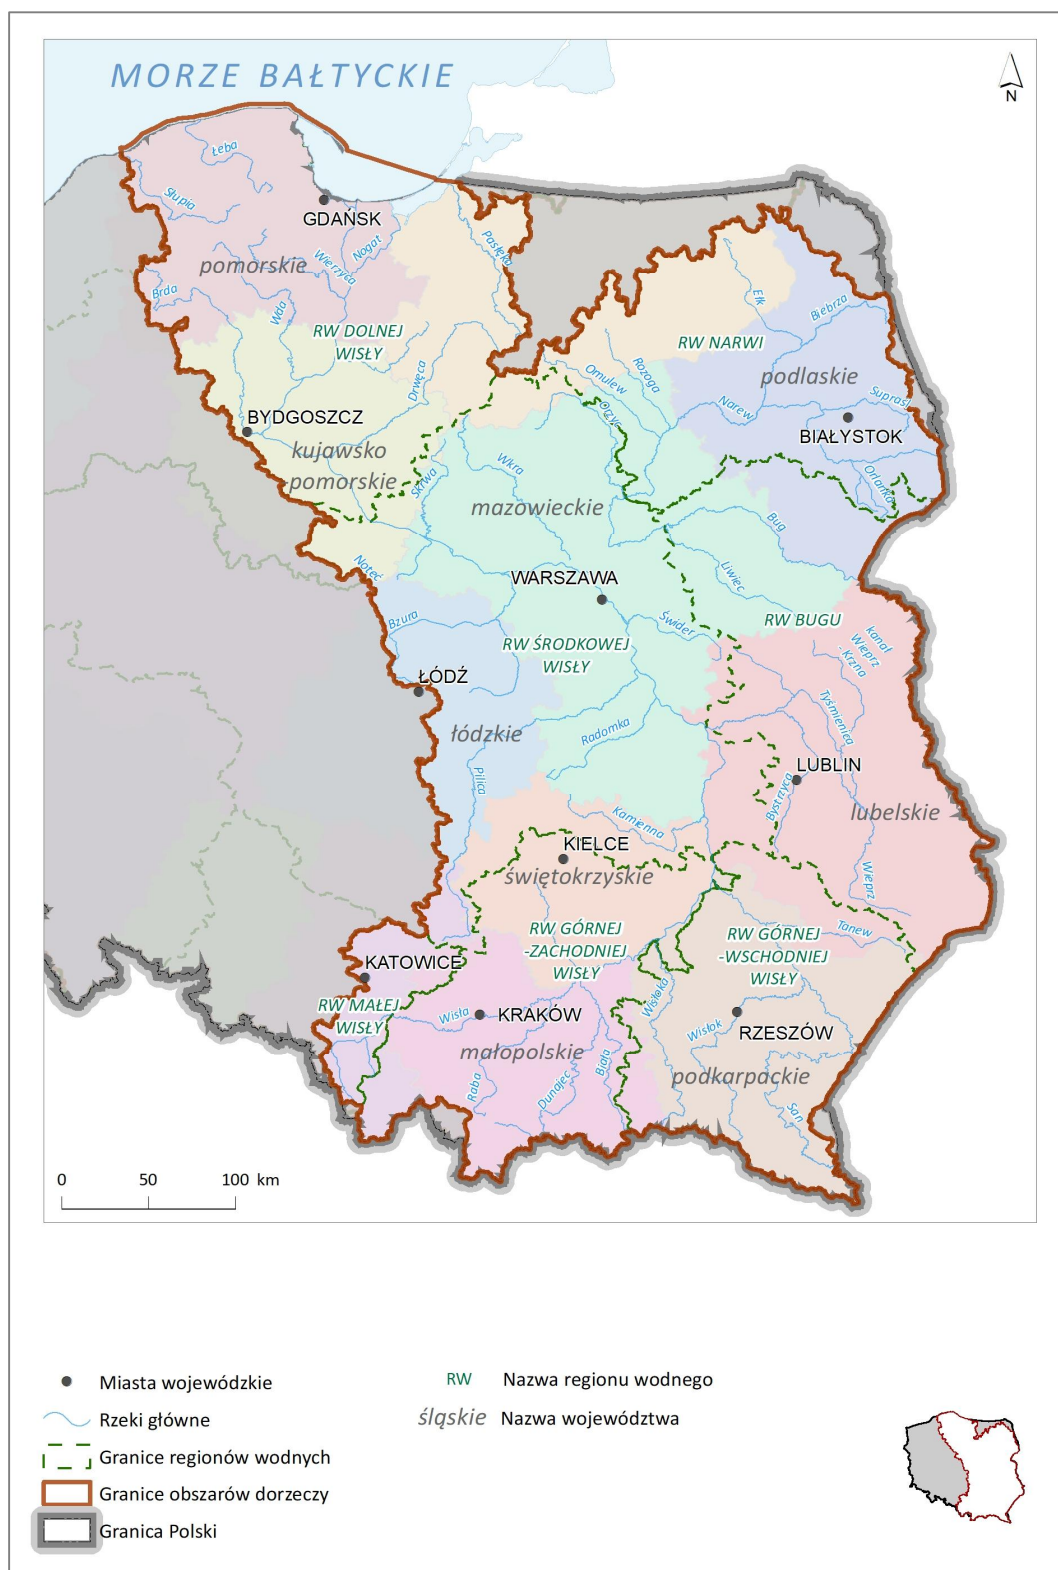 MORZE BAŁTYCKIE
N
Łeba
Słupia
GDAŃSK
Nogat
Pasłęka
Wierzyca
pomorskie
Brda
Wda
Ełk
Biebrza
RW DOLNEJ
WISŁY
RW NARWI
Drwęca
Omulew
Rozoga
podlaskie
Narew
Supraśl
Orzyc
BYDGOSZCZ
BIAŁYSTOK
kujawsko
-pomorskie
Skrwa
Wkra
Orlanka
mazowieckie
Bug
Noteć
WARSZAWA
Liwiec
Bzura
Świder
RW BUGU
RW ŚRODKOWEJ
WISŁY
kanał
Wieprz
- Krzna
ŁÓDŹ
Tyśmienica
łódzkie
Radomka
Pilica
LUBLIN
Bystrzyca
lubelskie
Kamienna
KIELCE
świętokrzyskie
Wieprz
RW GÓRNEJ
-ZACHODNIEJ
WISŁY
RW GÓRNEJ
-WSCHODNIEJ
WISŁY
Tanew
KATOWICE
RW MAŁEJ
WISŁY
Wisła
KRAKÓW
Wisłoka
Wisłok
RZESZÓW
małopolskie
Raba
Dunajec
Biała
podkarpackie
San
0 50 100 km
Miasta wojewódzkie
Rzeki główne
Granice regionów wodnych
Granice obszarów dorzeczy
Granica Polski
RW Nazwa regionu wodnego
śląskie Nazwa województwa